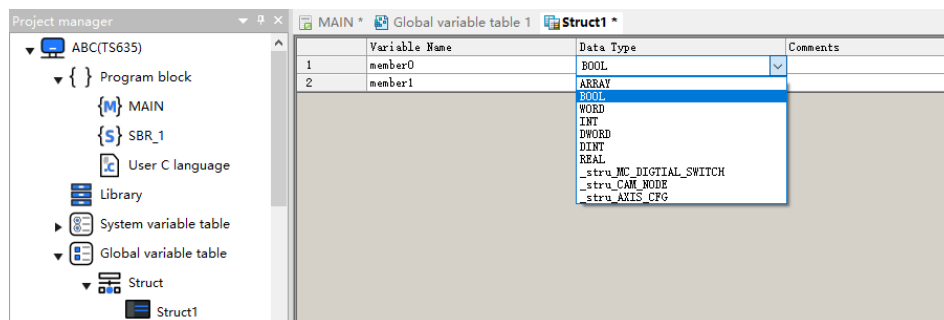 Project manager
MAIN *
Global variable table 1
Struct1 *
ABC(TS635)
Program block
{M} MAIN
{S} SBR_1
.c User C language
Library
System variable table
Global variable table
Struct
Struct1
Variable Name Data Type Comments
1 member0 BOOL
2 member1
ARRAY
BOOL
WORD
INT
DWORD
DINT
REAL
_stru_MC_DIGTIAL_SWITCH
_stru_CAM_NODE
_stru_AXIS_CFG